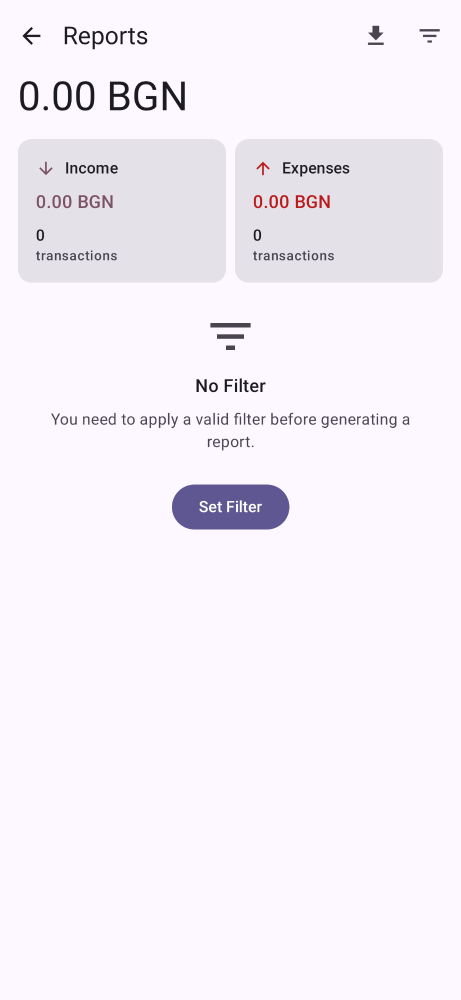 Reports
0.00 BGN
Income
0.00 BGN
0
transactions
Expenses
0.00 BGN
0
transactions
No Filter
You need to apply a valid filter before generating a
report.
Set Filter